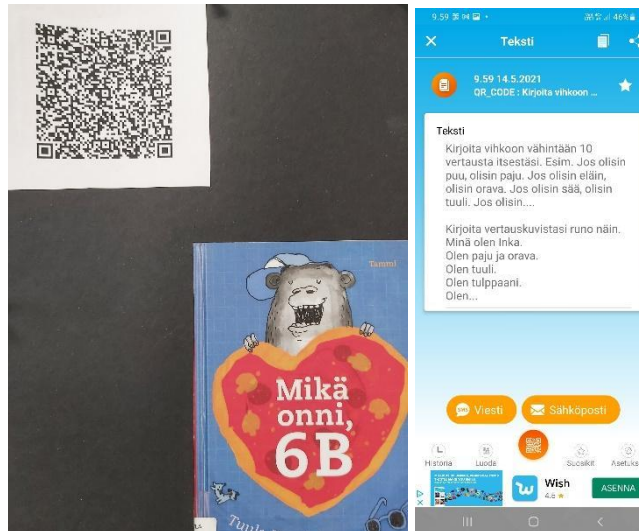 Tammi
Mikä
onni,
6B
Tuula
9.59
46%
Teksti
9.59 14.5.2021
QR_CODE : Kirjoita vihkoon ...
Teksti
Kirjoita vihkoon vähintään 10
vertausta itsestäsi. Esim. Jos olisin
puu, olisin paju. Jos olisin eläin,
olisin orava. Jos olisin sää, olisin
tuuli. Jos olisin....
Kirjoita vertauskuvistasi runo näin.
Minä olen Inka.
Olen paju ja orava.
Olen tuuli.
Olen tulppaani.
Olen...
Viesti
Sähköposti
Historia
Luoda
Suosikit
Asetuks
Wish
4.6 ★
ASENNA